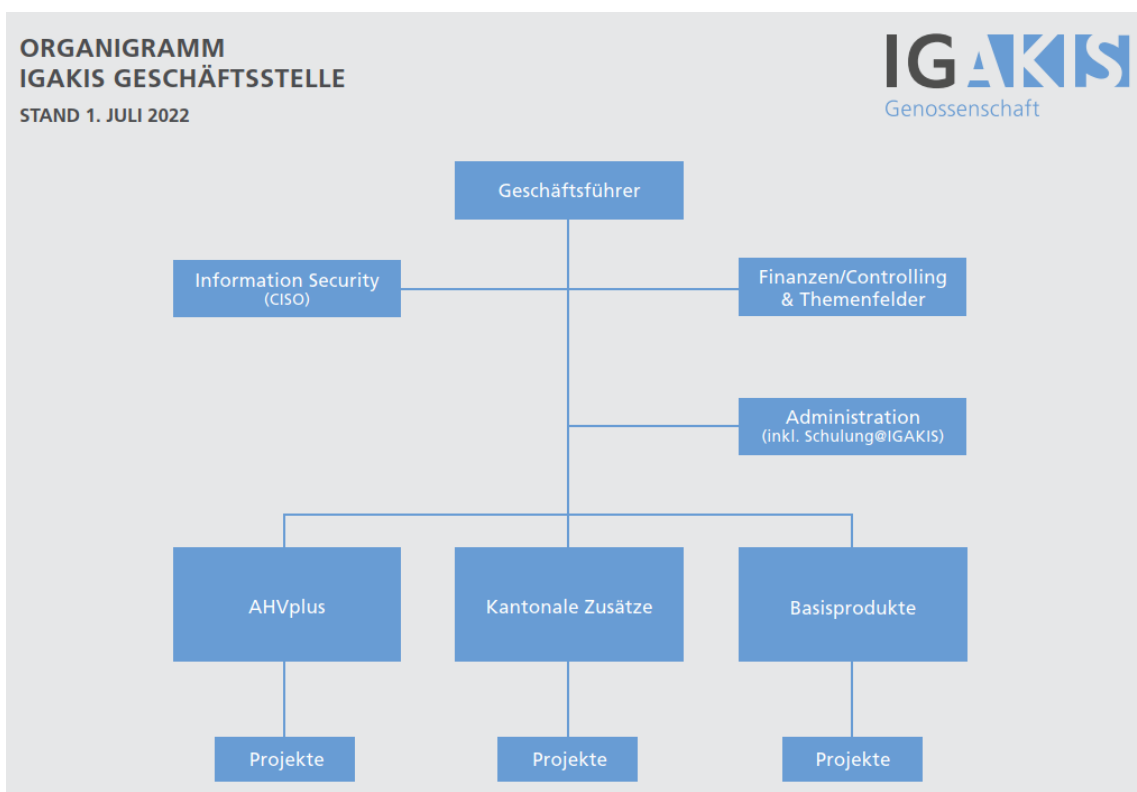 ORGANIGRAMM
IGAKIS GESCHÄFTSSTELLE
STAND 1. JULI 2022
IGAKIS
Genossenschaft
Geschäftsführer
Information Security
(CISO)
Finanzen/Controlling
& Themenfelder
Administration
(inkl. Schulung@IGAKIS)
AHVplus
Kantonale Zusätze
Basisprodukte
Projekte
Projekte
Projekte